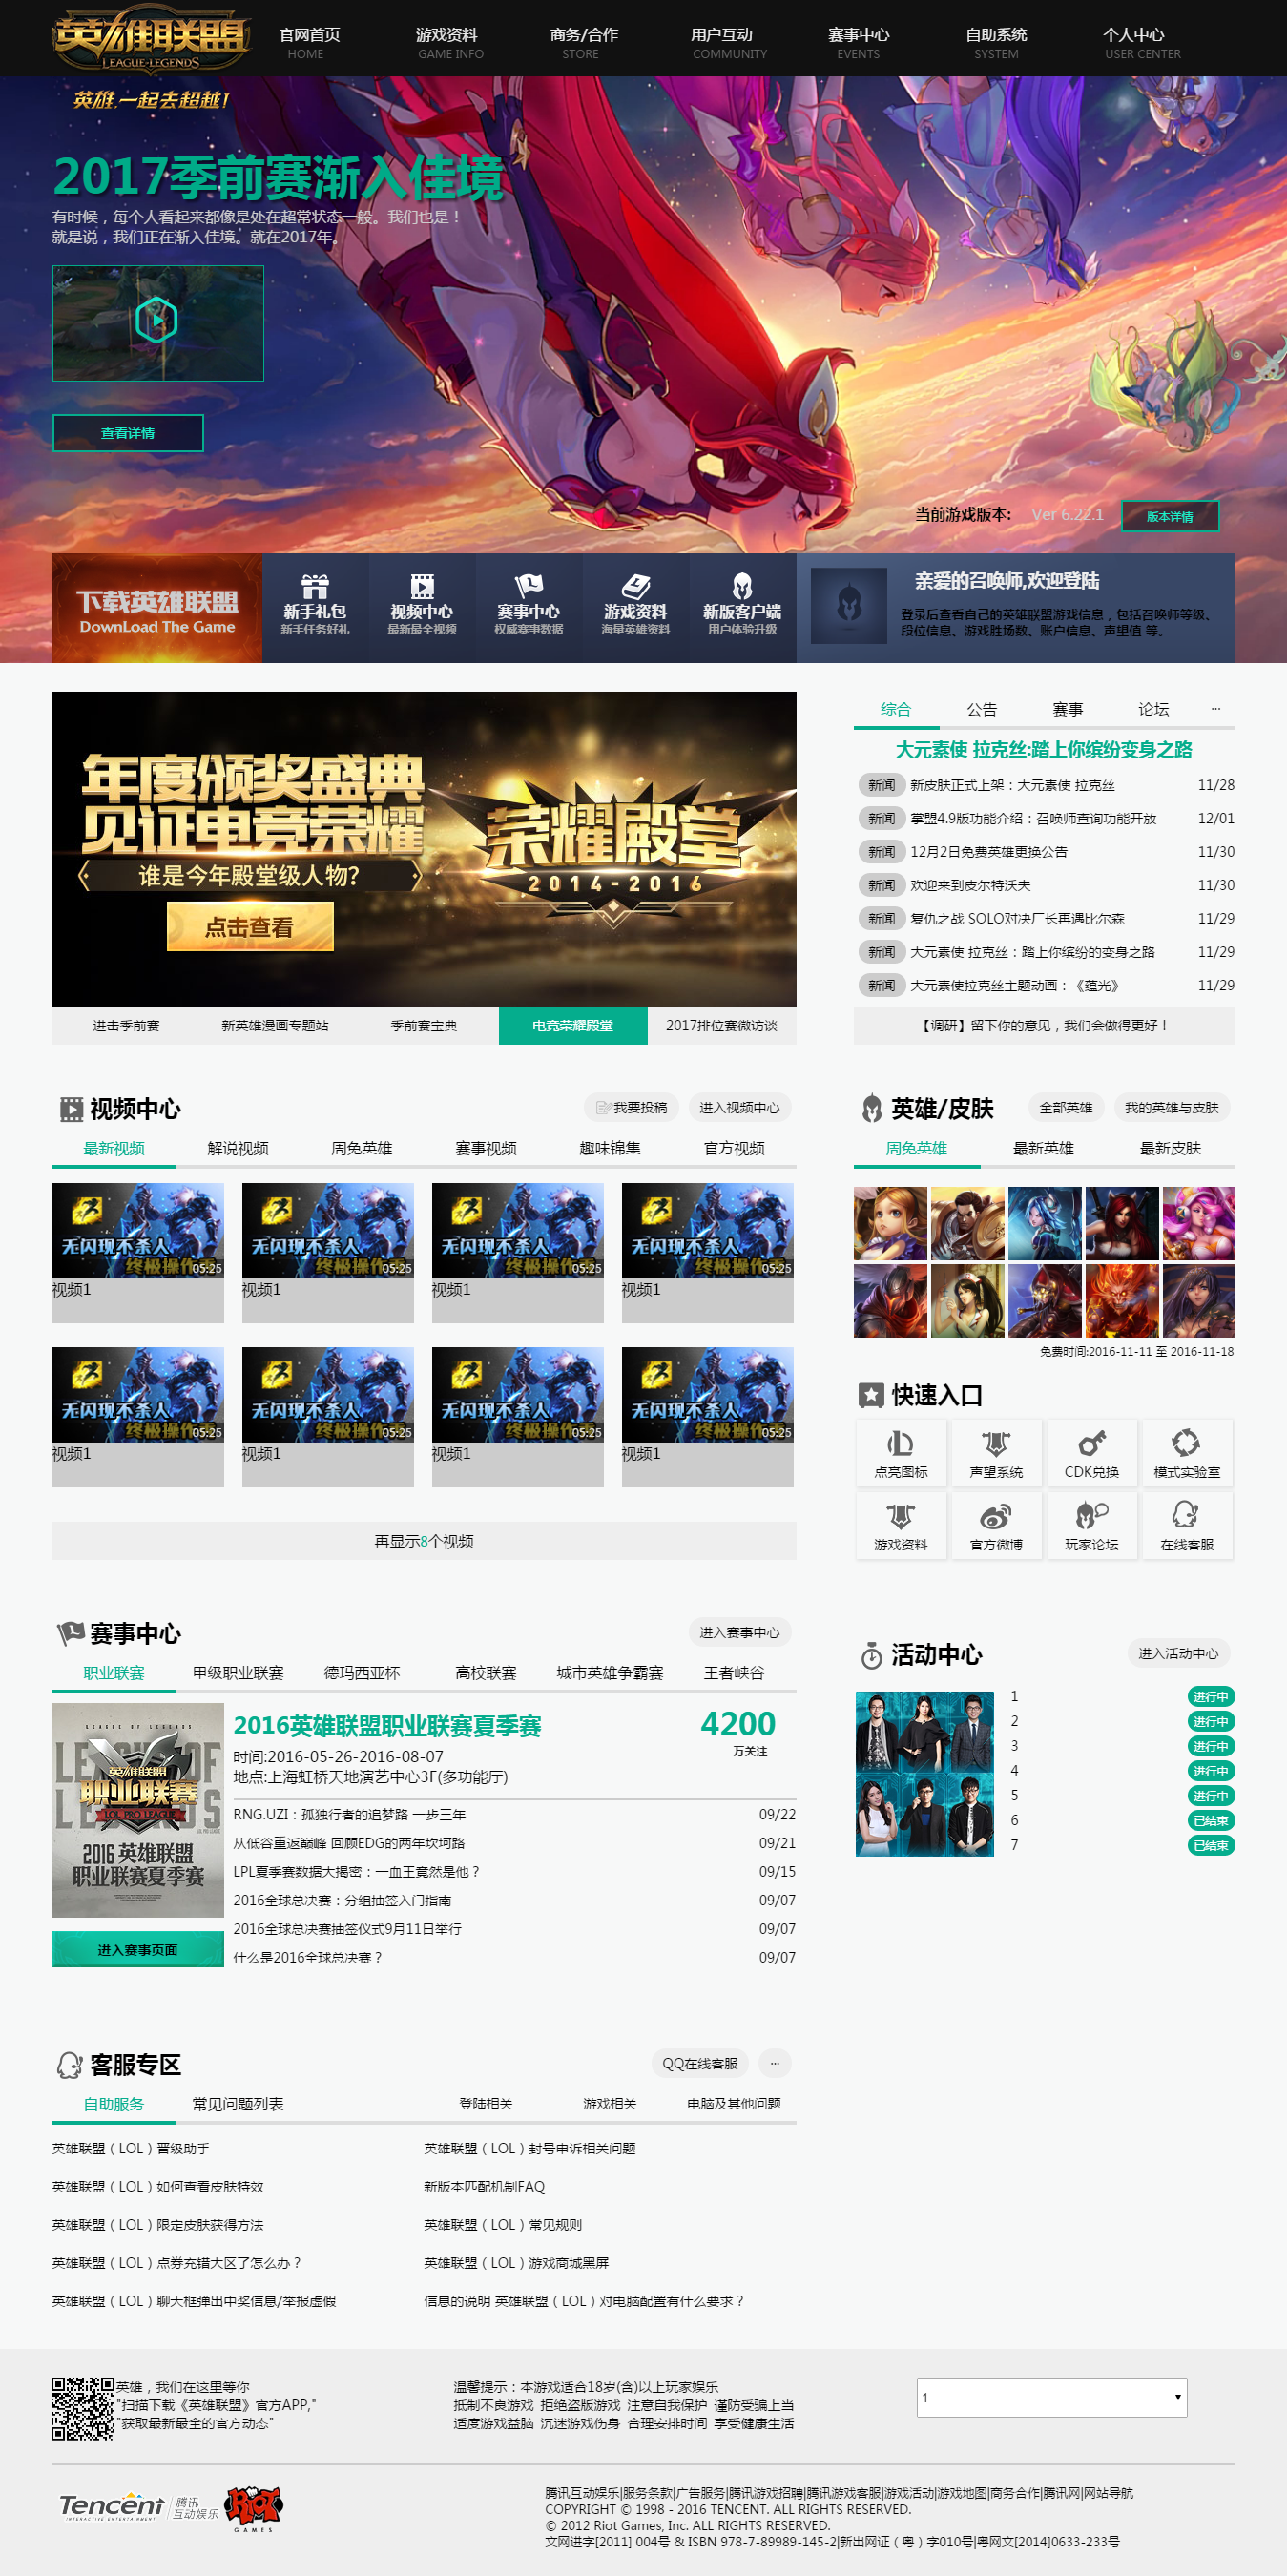 英雄联盟
LEAGUE-LEGENDS
官网首页 游戏资料 商务/合作 用户互动 赛事中心 自助系统 个人中心
HOME GAME INFO STORE COMMUNITY EVENTS SYSTEM USER CENTER
英雄,一起去超越!
2017季前赛渐入佳境
有时候，每个人看起来都像是处在超常状态一般。我们也是！
就是说，我们正在渐入佳境。就在2017年。
查看详情
当前游戏版本: Ver 6.22.1 版本详情
下载英雄联盟
DownLoad The Game
新手礼包 视频中心 赛事中心 游戏资料 新版客户端
新手任务好礼 最新最全视频 权威赛事数据 海量英雄资料 用户体验升级
亲爱的召唤师,欢迎登陆
登录后查看自己的英雄联盟游戏信息，包括召唤师等级、
段位信息、游戏胜场数、账户信息、声望值 等。
年度颁奖盛典
见证电竞荣耀
谁是今年殿堂级人物?
点击查看
荣耀殿堂
2014-2016
进击季前赛 新英雄漫画专题站 季前赛宝典 电竞荣耀殿堂 2017排位赛微访谈
综合 公告 赛事 论坛 ...
大元素使 拉克丝:踏上你缤纷变身之路
新闻 新皮肤正式上架：大元素使 拉克丝 11/28
新闻 掌盟4.9版功能介绍：召唤师查询功能开放 12/01
新闻 12月2日免费英雄更换公告 11/30
新闻 欢迎来到皮尔特沃夫 11/30
新闻 复仇之战 SOLO对决厂长再遇比尔森 11/29
新闻 大元素使 拉克丝：踏上你缤纷的变身之路 11/29
新闻 大元素使拉克丝主题动画：《蕴光》 11/29
【调研】留下你的意见，我们会做得更好！
视频中心 我要投稿 进入视频中心
最新视频 解说视频 周免英雄 赛事视频 趣味锦集 官方视频
无闪现不杀人 无闪现不杀人 无闪现不杀人 无闪现不杀人
终极操作季 终极操作季 终极操作季 终极操作季
05:25 05:25 05:25 05:25
视频1 视频1 视频1 视频1
无闪现不杀人 无闪现不杀人 无闪现不杀人 无闪现不杀人
终极操作季 终极操作季 终极操作季 终极操作季
05:25 05:25 05:25 05:25
视频1 视频1 视频1 视频1
再显示8个视频
英雄/皮肤 全部英雄 我的英雄与皮肤
周免英雄 最新英雄 最新皮肤
免费时间:2016-11-11 至 2016-11-18
快速入口
点亮图标 声望系统 CDK兑换 模式实验室
游戏资料 官方微博 玩家论坛 在线客服
赛事中心 进入赛事中心
职业联赛 甲级职业联赛 德玛西亚杯 高校联赛 城市英雄争霸赛 王者峡谷
LEAGUE OF LEGENDS
LEAGUE OF
LEGENDS
英雄联盟
职业联赛
LOL PRO LEAGUE
2016 英雄联盟
职业联赛夏季赛
进入赛事页面
2016英雄联盟职业联赛夏季赛 4200
万关注
时间:2016-05-26-2016-08-07
地点:上海虹桥天地演艺中心3F(多功能厅)
RNG.UZI：孤独行者的追梦路 一步三年 09/22
从低谷重返巅峰 回顾EDG的两年坎坷路 09/21
LPL夏季赛数据大揭密：一血王竟然是他？ 09/15
2016全球总决赛：分组抽签入门指南 09/07
2016全球总决赛抽签仪式9月11日举行 09/07
什么是2016全球总决赛？ 09/07
活动中心 进入活动中心
1 进行中
2 进行中
3 进行中
4 进行中
5 进行中
6 已结束
7 已结束
客服专区 QQ在线客服 ...
自助服务 常见问题列表 登陆相关 游戏相关 电脑及其他问题
英雄联盟（LOL）晋级助手 英雄联盟（LOL）封号申诉相关问题
英雄联盟（LOL）如何查看皮肤特效 新版本匹配机制FAQ
英雄联盟（LOL）限定皮肤获得方法 英雄联盟（LOL）常见规则
英雄联盟（LOL）点券充错大区了怎么办？ 英雄联盟（LOL）游戏商城黑屏
英雄联盟（LOL）聊天框弹出中奖信息/举报虚假 信息的说明 英雄联盟（LOL）对电脑配置有什么要求？
英雄，我们在这里等你
"扫描下载《英雄联盟》官方APP,"
"获取最新最全的官方动态"
温馨提示：本游戏适合18岁(含)以上玩家娱乐
抵制不良游戏 拒绝盗版游戏 注意自我保护 谨防受骗上当
适度游戏益脑 沉迷游戏伤身 合理安排时间 享受健康生活
1
Tencent 腾讯
INTERACTIVE ENTERTAINMENT 互动娱乐
RIOT
GAMES
腾讯互动娱乐|服务条款|广告服务|腾讯游戏招聘|腾讯游戏客服|游戏活动|游戏地图|商务合作|腾讯网|网站导航
COPYRIGHT © 1998 - 2016 TENCENT. ALL RIGHTS RESERVED.
© 2012 Riot Games, Inc. ALL RIGHTS RESERVED.
文网进字[2011] 004号 & ISBN 978-7-89989-145-2|新出网证（粤）字010号|粤网文[2014]0633-233号